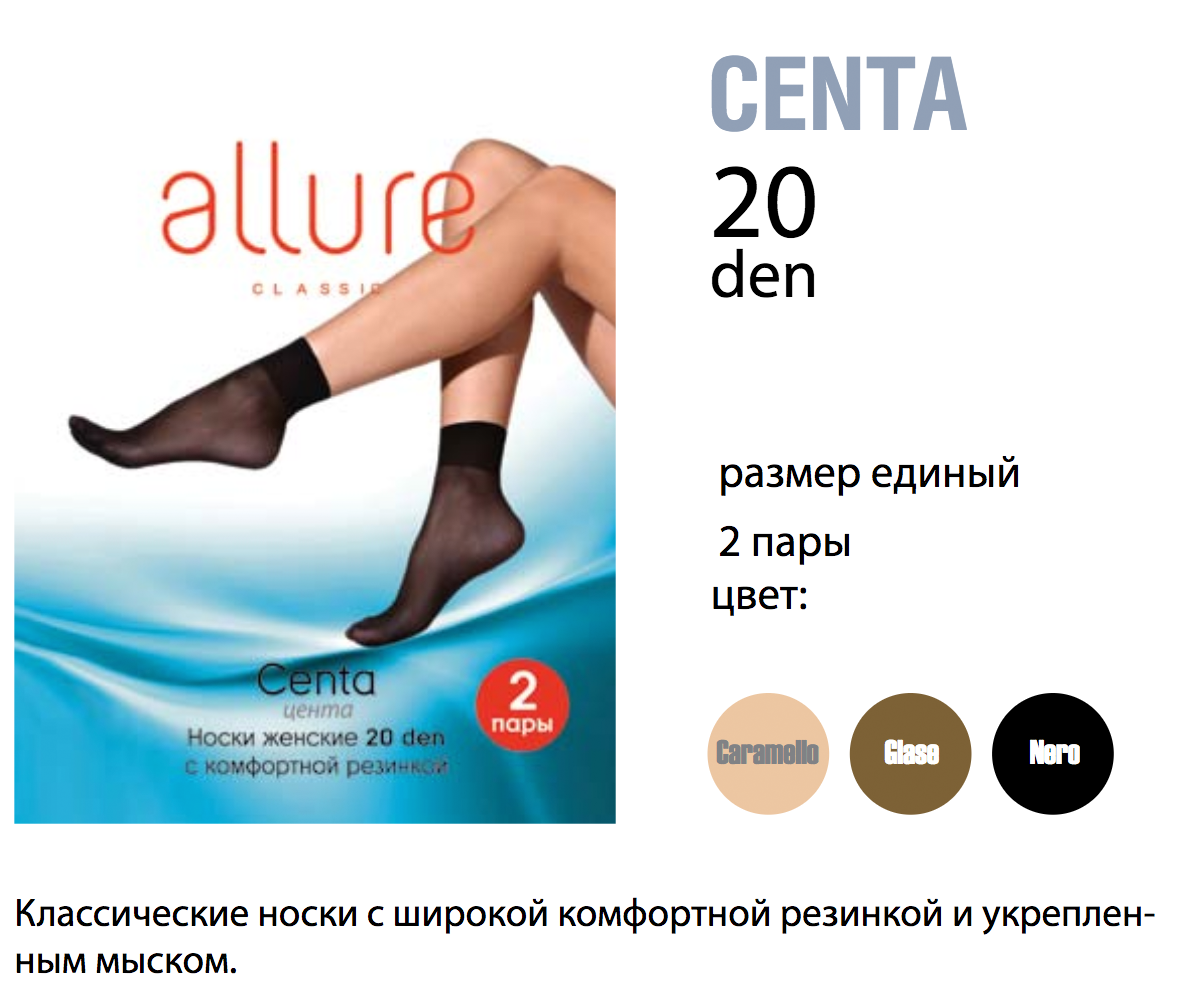 CENTA
20
den
allure
CLASSIC
размер единый
2 пары
цвет:
Centa
цента
Носки женские 20 den
с комфортной резинкой
2
пары
Caramello
Glase
Nero
Классические носки с широкой комфортной резинкой и укреплен-
ным мыском.